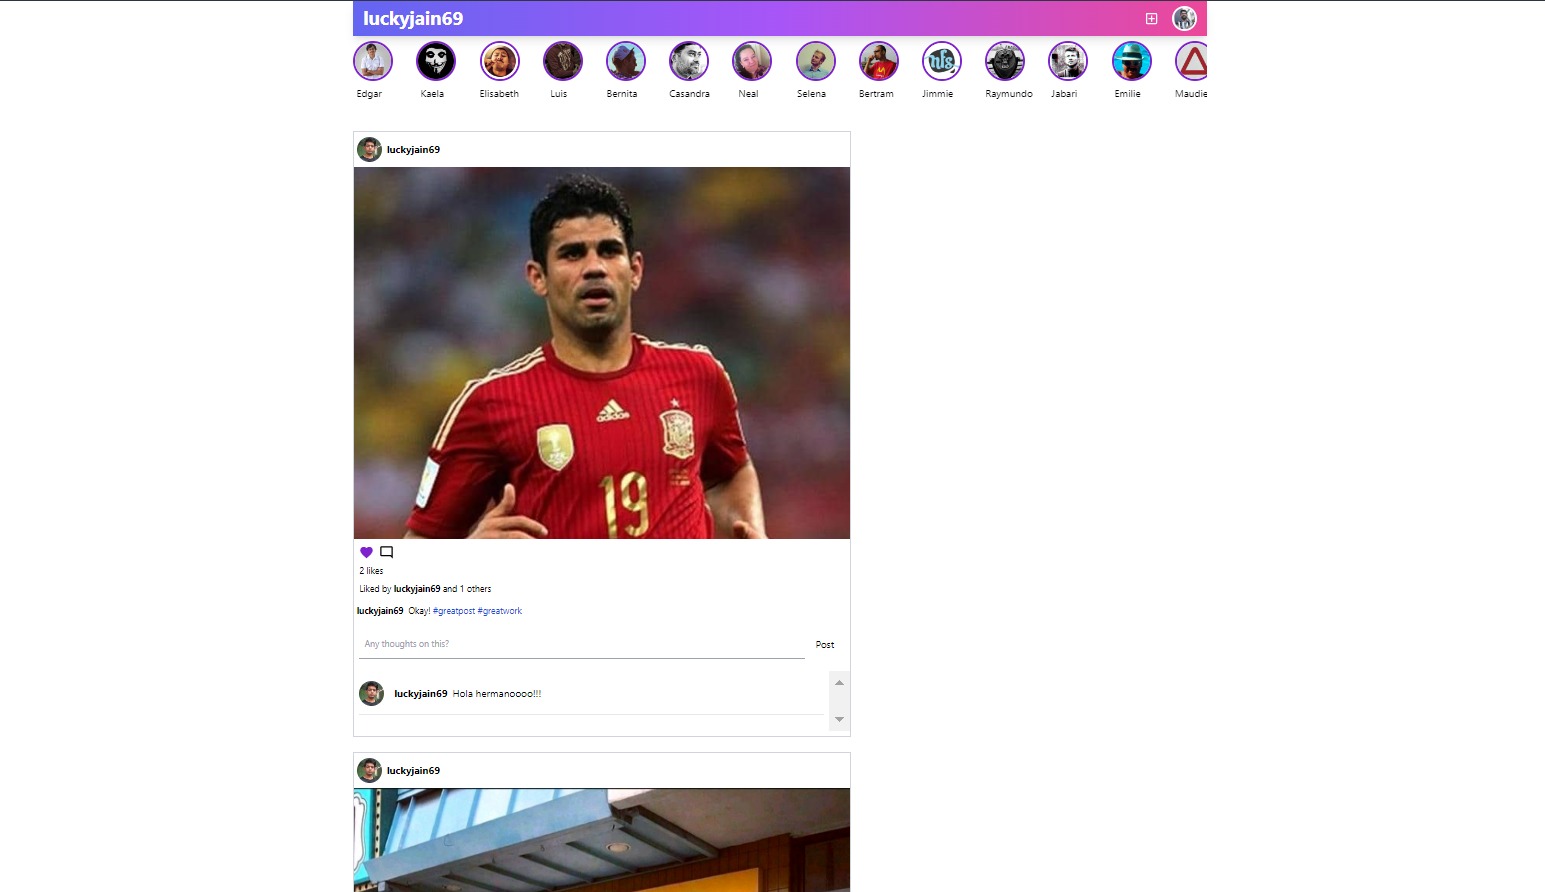 luckyjain69
Edgar Kaela Elisabeth Luis Bernita Casandra Neal Selena Bertram Jimmie Raymundo Jabari Emilie Maudie
luckyjain69
adidas
19
2 likes
Liked by luckyjain69 and 1 others
luckyjain69 Okay! #greatpost #greatwork
Any thoughts on this? Post
luckyjain69 Hola hermanoooo!!!
luckyjain69